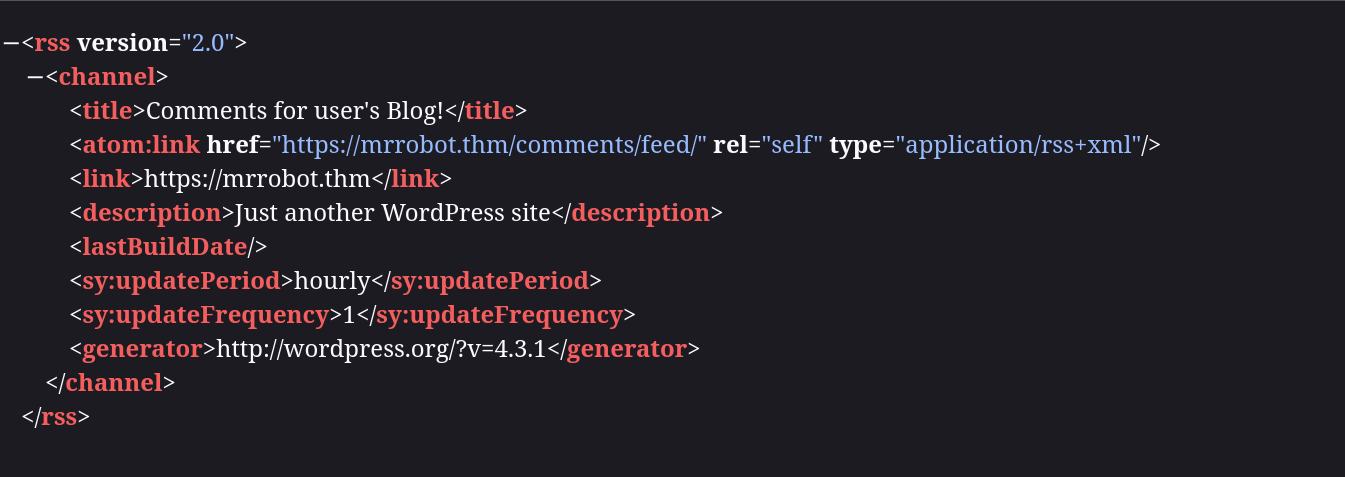 —<rss version="2.0">
—<channel>
<title>Comments for user's Blog!</title>
<atom:link href="https://mrrobot.thm/comments/feed/" rel="self" type="application/rss+xml"/>
<link>https://mrrobot.thm</link>
<description>Just another WordPress site</description>
<lastBuildDate/>
<sy:updatePeriod>hourly</sy:updatePeriod>
<sy:updateFrequency>1</sy:updateFrequency>
<generator>http://wordpress.org/?v=4.3.1</generator>
</channel>
</rss>